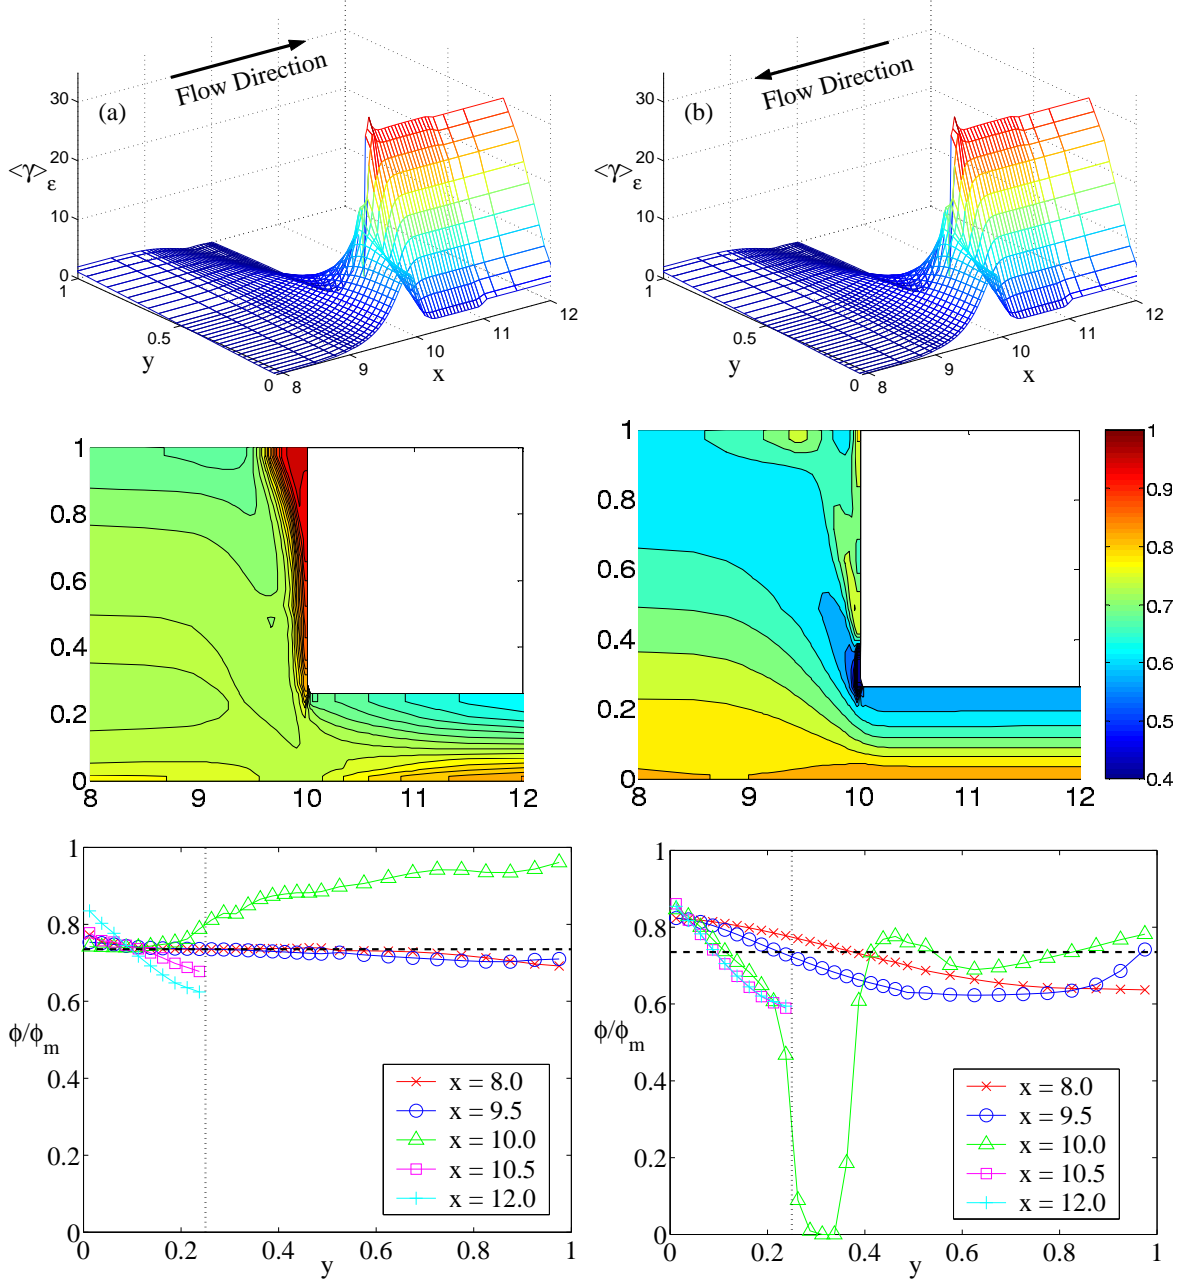 Flow Direction
(a)
30
20
<γ>ε
10
0
1
0.5
y
0
8
9
x
10
11
12
Flow Direction
(b)
30
20
<γ>ε
10
0
1
0.5
y
0
8
9
x
10
11
12
1
0.8
0.6
0.4
0.2
0
8 9 10 11 12
1
0.8
0.6
0.4
0.2
0
8 9 10 11 12
1
0.9
0.8
0.7
0.6
0.5
0.4
1
0.8
0.6
ϕ/ϕm
0.4
0.2
0
0 0.2 0.4 0.6 0.8 1
y
x = 8.0
x = 9.5
x = 10.0
x = 10.5
x = 12.0
1
0.8
0.6
ϕ/ϕm
0.4
0.2
0
0 0.2 0.4 0.6 0.8 1
y
x = 8.0
x = 9.5
x = 10.0
x = 10.5
x = 12.0